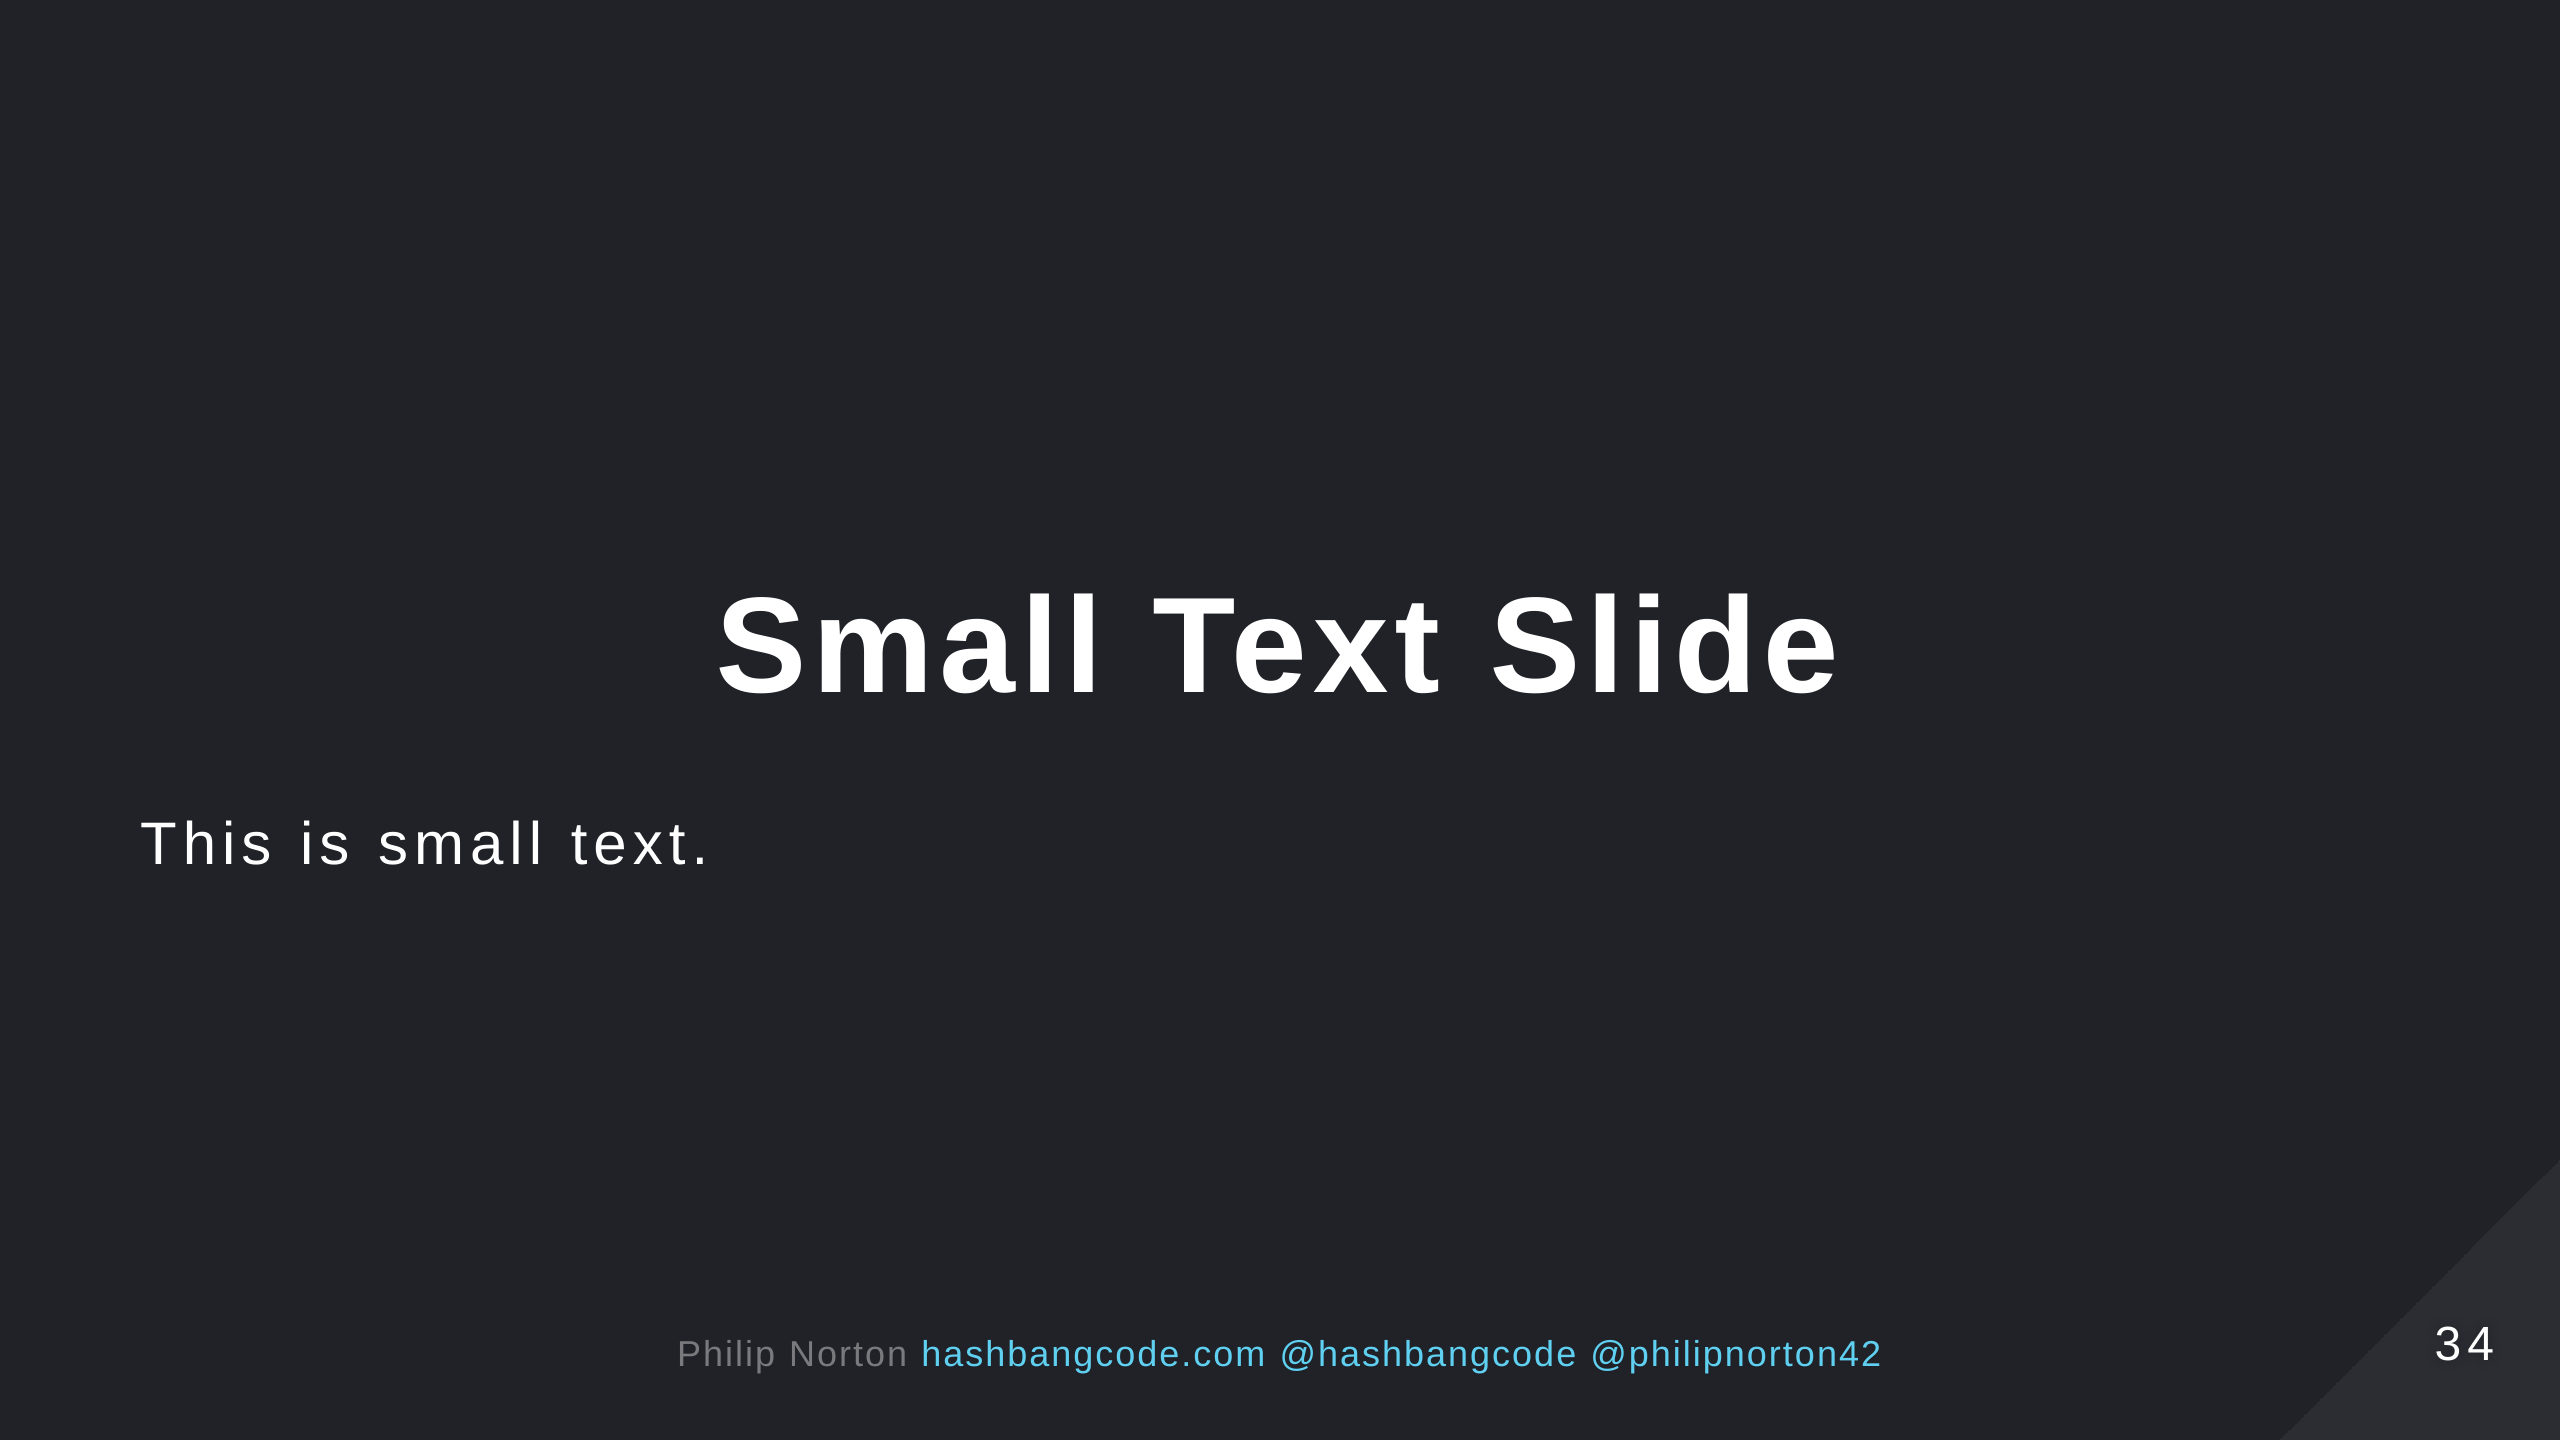 Small Text Slide
This is small text.
Philip Norton hashbangcode.com @hashbangcode @philipnorton42
34